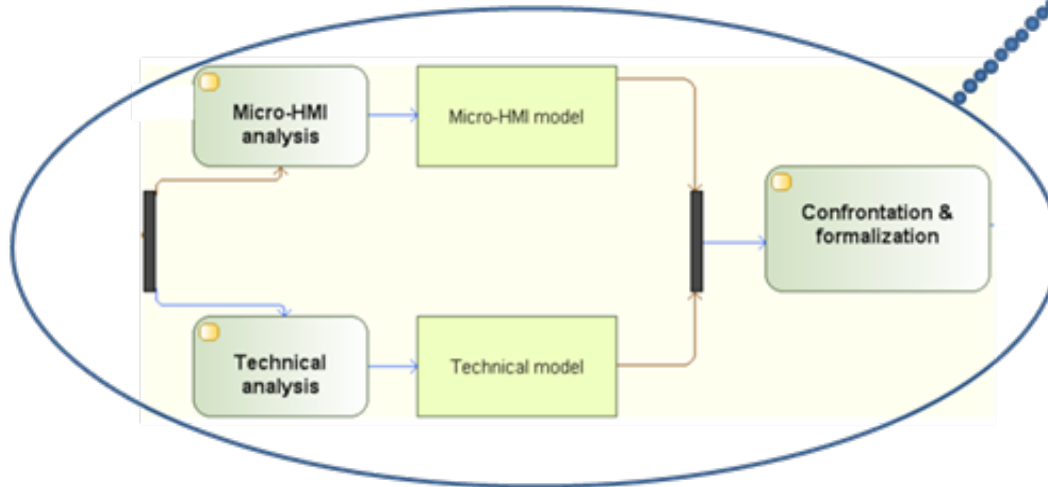 Micro-HMI
analysis
Micro-HMI model
Confrontation &
formalization
Technical
analysis
Technical model